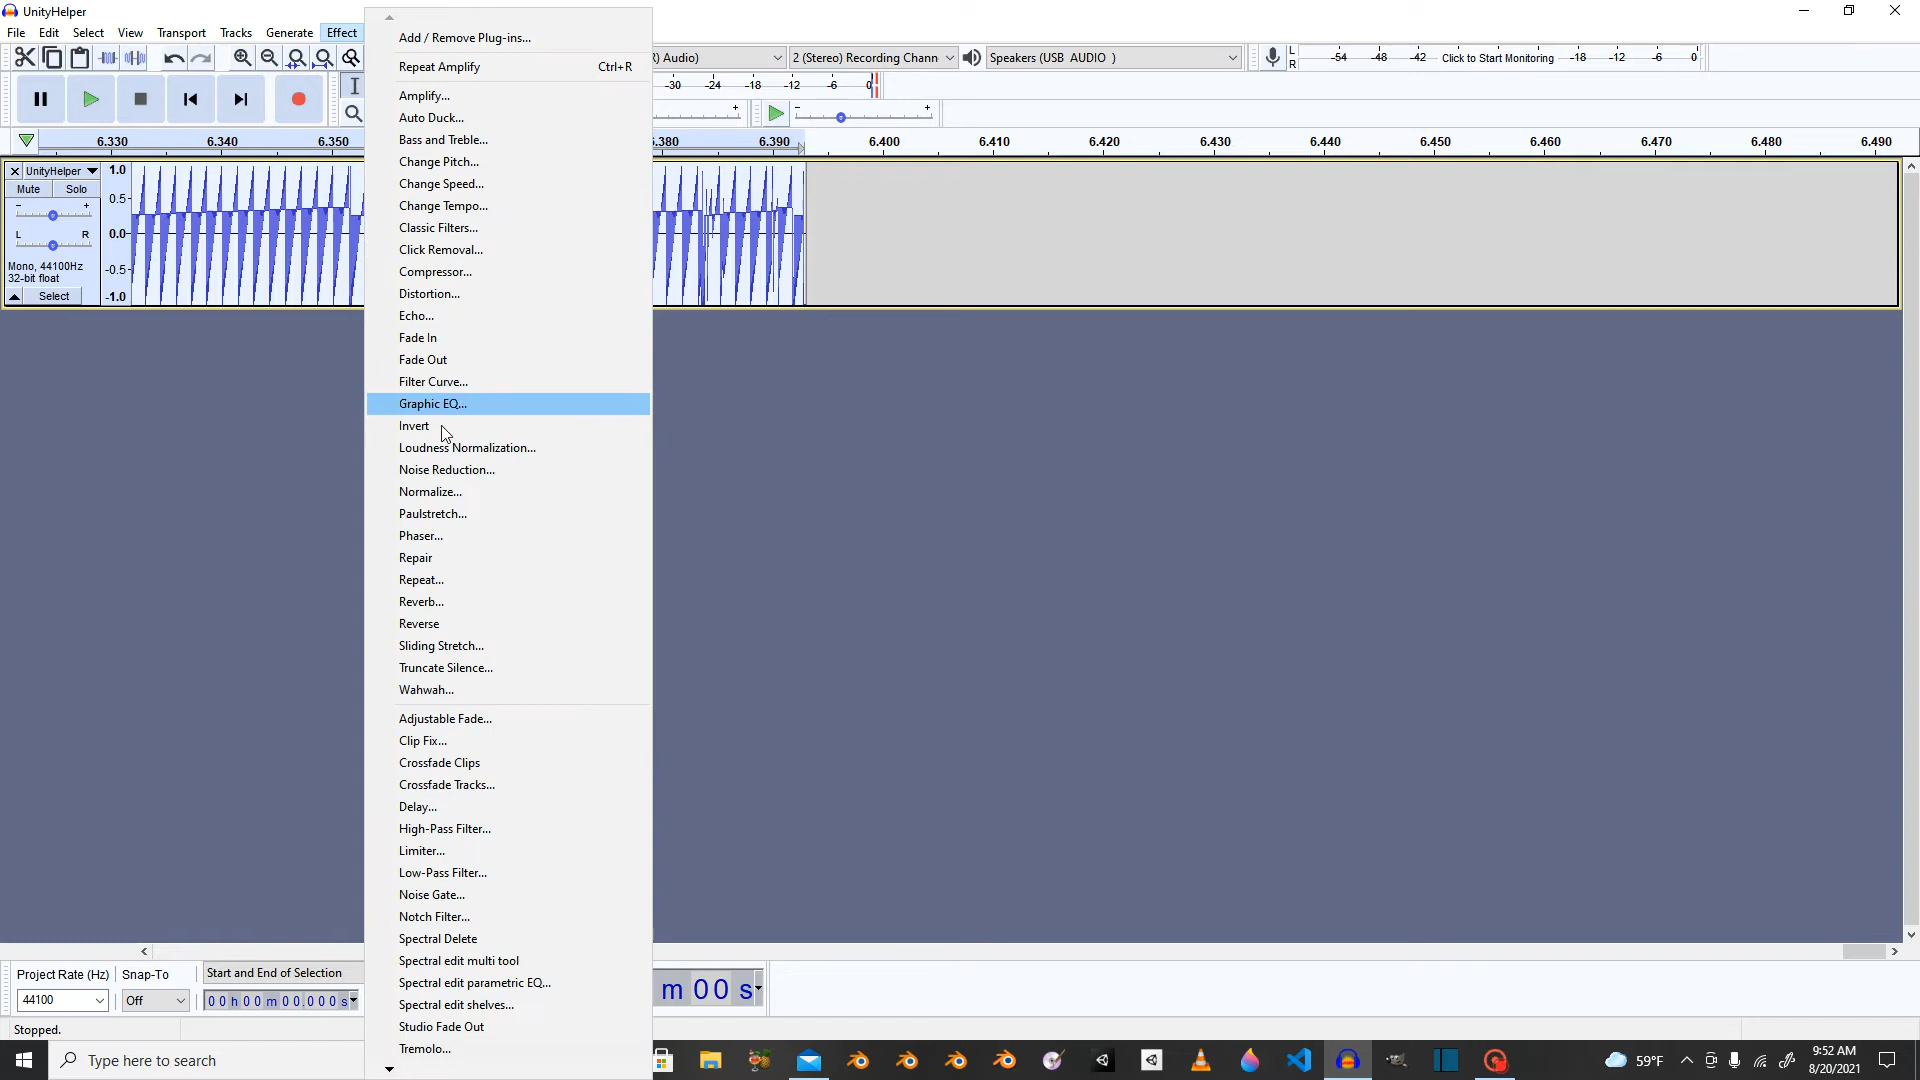 UnityHelper
File Edit Select View Transport Tracks Generate Effect
R) Audio) 2 (Stereo) Recording Chann Speakers (USB AUDIO )
L R -54 -48 -42 Click to Start Monitoring -18 -12 -6 0
-30 -24 -18 -12 -6 0
- + - +
6.330 6.340 6.350 6.390 6.400 6.410 6.420 6.430 6.440 6.450 6.460 6.470 6.480 6.490
UnityHelper
Mute Solo
- +
L R
Mono, 44100Hz
32-bit float
Select
1.0
0.5
0.0
-0.5
-1.0
Add / Remove Plug-ins...
Repeat Amplify Ctrl+R
Amplify...
Auto Duck...
Bass and Treble...
Change Pitch...
Change Speed...
Change Tempo...
Classic Filters...
Click Removal...
Compressor...
Distortion...
Echo...
Fade In
Fade Out
Filter Curve...
Graphic EQ...
Invert
Loudness Normalization...
Noise Reduction...
Normalize...
Paulstretch...
Phaser...
Repair
Repeat...
Reverb...
Reverse
Sliding Stretch...
Truncate Silence...
Wahwah...
Adjustable Fade...
Clip Fix...
Crossfade Clips
Crossfade Tracks...
Delay...
High-Pass Filter...
Limiter...
Low-Pass Filter...
Noise Gate...
Notch Filter...
Spectral Delete
Spectral edit multi tool
Spectral edit parametric EQ...
Spectral edit shelves...
Studio Fade Out
Tremolo...
Project Rate (Hz) Snap-To Start and End of Selection
44100 Off 00 h 00 m 00.000 s
m 00 s
Stopped.
Type here to search
59°F
9:52 AM
8/20/2021